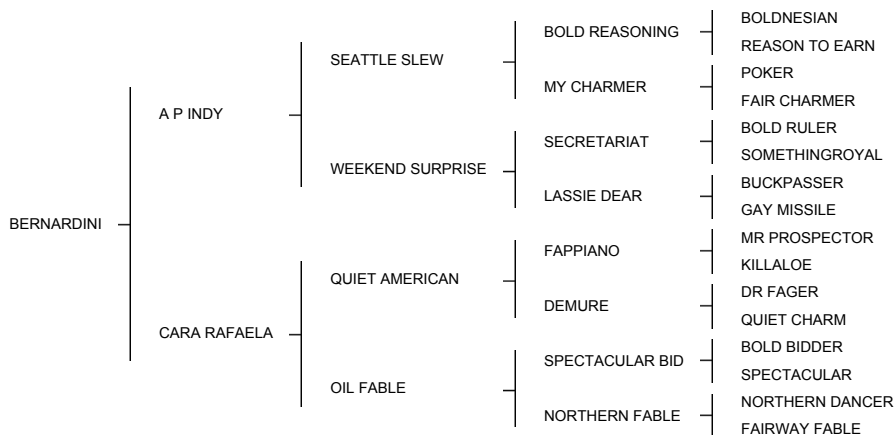 BERNARDINI
A P INDY
CARA RAFAELA
SEATTLE SLEW
WEEKEND SURPRISE
QUIET AMERICAN
OIL FABLE
BOLD REASONING
MY CHARMER
SECRETARIAT
LASSIE DEAR
FAPPIANO
DEMURE
SPECTACULAR BID
NORTHERN FABLE
BOLDNESIAN
REASON TO EARN
POKER
FAIR CHARMER
BOLD RULER
SOMETHINGROYAL
BUCKPASSER
GAY MISSILE
MR PROSPECTOR
KILLALOE
DR FAGER
QUIET CHARM
BOLD BIDDER
SPECTACULAR
NORTHERN DANCER
FAIRWAY FABLE